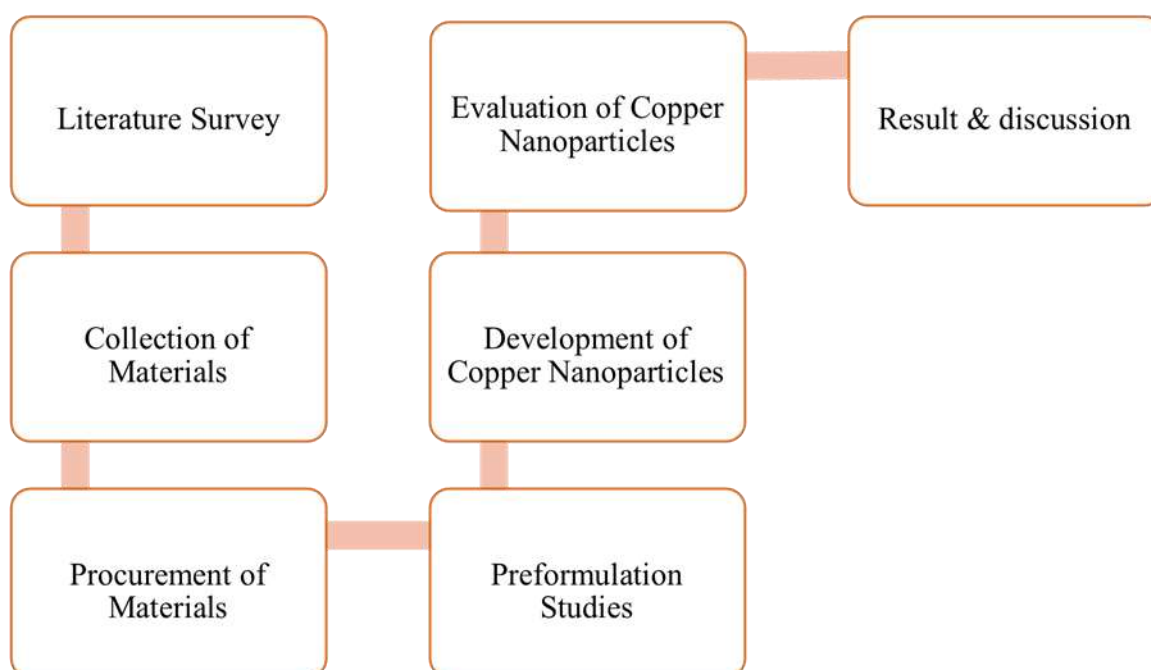 Literature Survey
Collection of
Materials
Procurement of
Materials
Preformulation
Studies
Development of
Copper Nanoparticles
Evaluation of Copper
Nanoparticles
Result & discussion